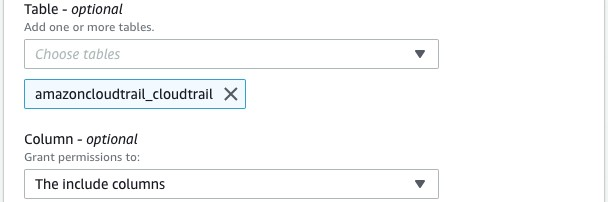 Table - optional
Add one or more tables.
Choose tables
amazoncloudtrail_cloudtrail
Column - optional
Grant permissions to:
The include columns